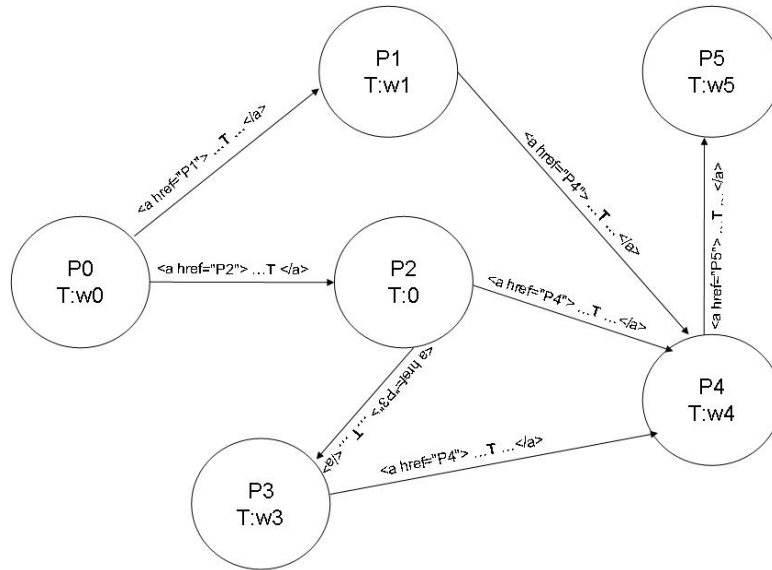 P1
T:w1
P5
T:w5
<a href="P1"> ...T ...</a>
<a href="P4"> ...T ... </a>
<a href="P5"> ...T ... </a>
P0
T:w0
<a href="P2"> ...T </a>
P2
T:0
<a href="P4"> ...T ...</a>
P4
T:w4
<a href="P3"> ...T ... </a>
<a href="P4"> ...T ...</a>
P3
T:w3